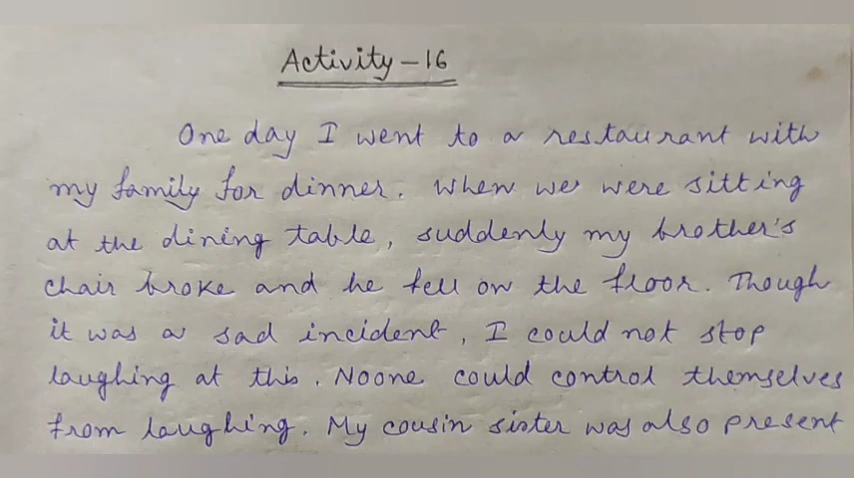 Activity-16
One day I went to a restaurant with
my family for dinner. When we were sitting
at the dining table, suddenly my brother's
chair broke and he fell on the floor. Though
it was a sad incident, I could not stop
laughing at this. Noone could control themselves
from laughing. My cousin sister was also present